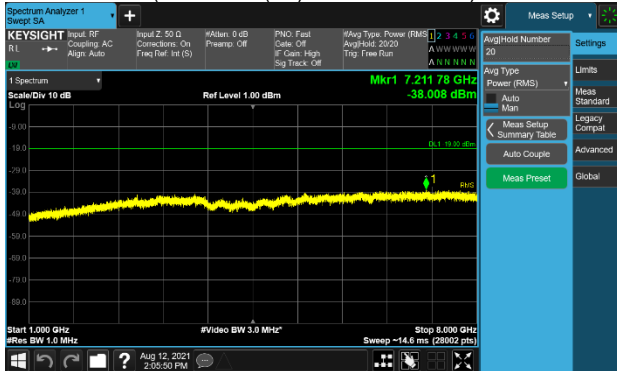 Spectrum Analyzer 1
Swept SA
+
Meas Setup
KEYSIGHT
RL
Input: RF
Coupling: AC
Align: Auto
Input Z: 50 Ω
Corrections: On
Freq Ref: Int (S)
#Atten: 0 dB
Preamp: Off
PNO: Fast
Gate: Off
IF Gain: High
Sig Track: Off
#Avg Type: Power (RMS)
Avg|Hold: 20/20
Trig: Free Run
1 2 3 4 5 6
A W W W W W
A N N N N N
LV
1 Spectrum
Scale/Div 10 dB
Ref Level 1.00 dBm
Mkr1 7.211 78 GHz
-38.008 dBm
Log
-9.00
-19.0
-29.0
-39.0
-49.0
-59.0
-69.0
-79.0
-89.0
DL1 -19.00 dBm
1
RMS
Start 1.000 GHz
#Res BW 1.0 MHz
#Video BW 3.0 MHz*
Stop 8.000 GHz
Sweep ~14.6 ms (28002 pts)
?
Aug 12, 2021
2:05:50 PM
Avg|Hold Number
20
Avg Type
Power (RMS)
Auto
Man
Meas Setup
Summary Table
Auto Couple
Meas Preset
Settings
Limits
Meas
Standard
Legacy
Compat
Advanced
Global